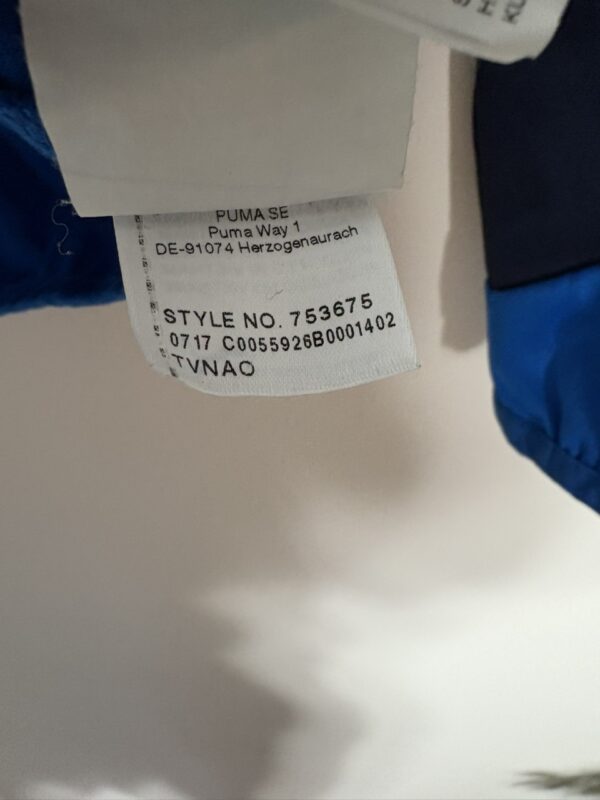 PUMA SE
Puma Way 1
DE-91074 Herzogenaurach
STYLE NO. 753675
0717 C0055926B0001402
TVNAO